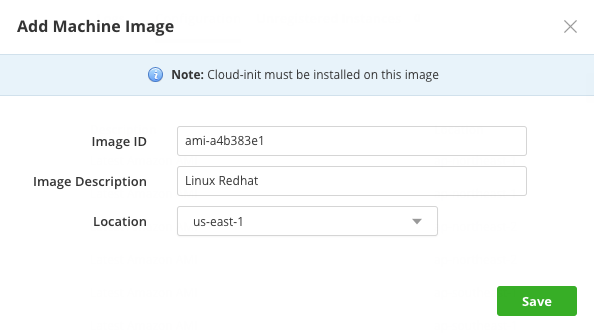 Add Machine Image
Note: Cloud-init must be installed on this image
Image ID ami-a4b383e1
Image Description Linux Redhat
Location us-east-1
Save